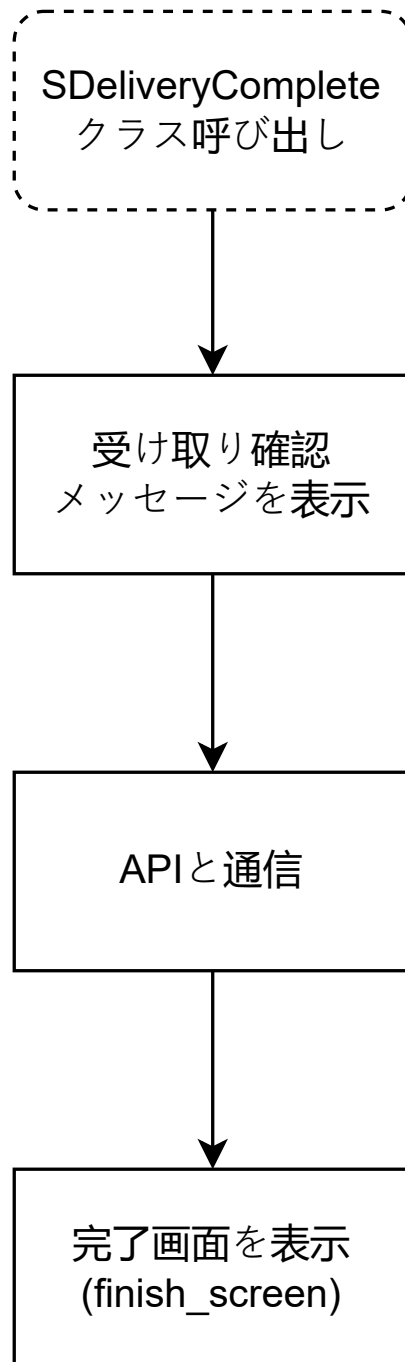 SDeliveryComplete
クラス呼び出し
受け取り確認
メッセージを表示
APIと通信
完了画面を表示
(finish_screen)